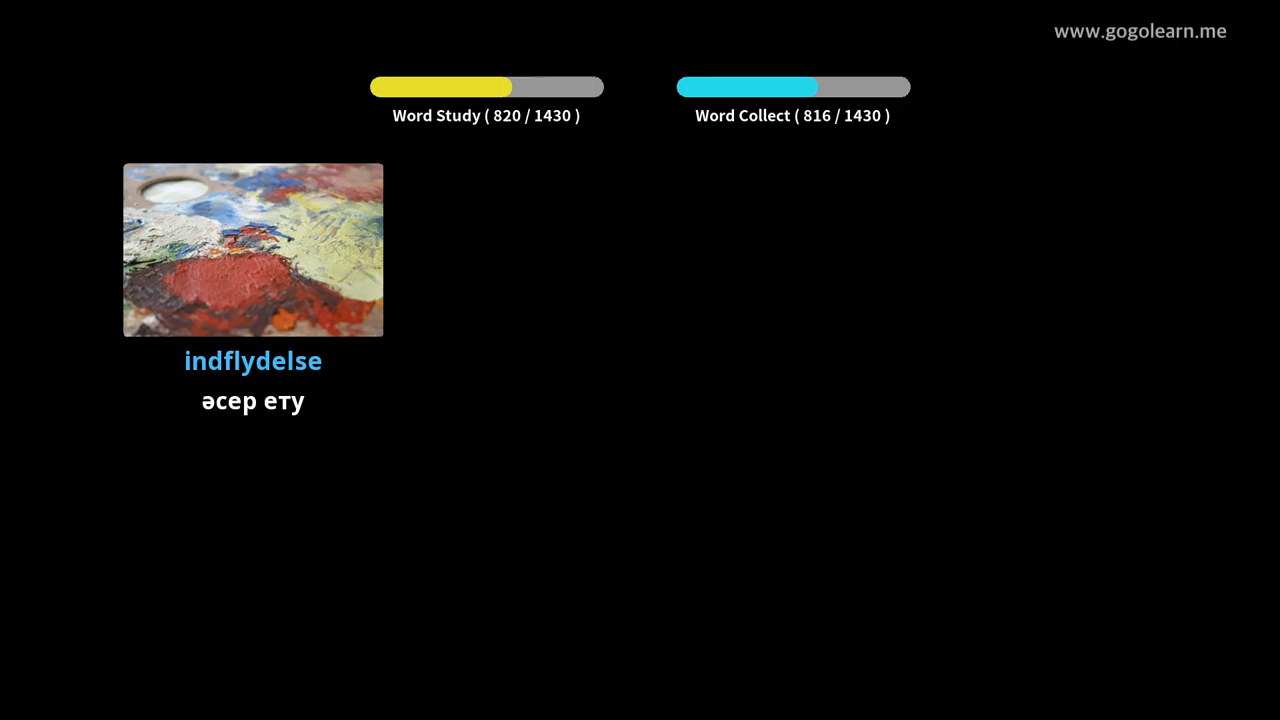 www.gogolearn.me
Word Study ( 820 / 1430 )
Word Collect ( 816 / 1430 )
indflydelse
әсер ету